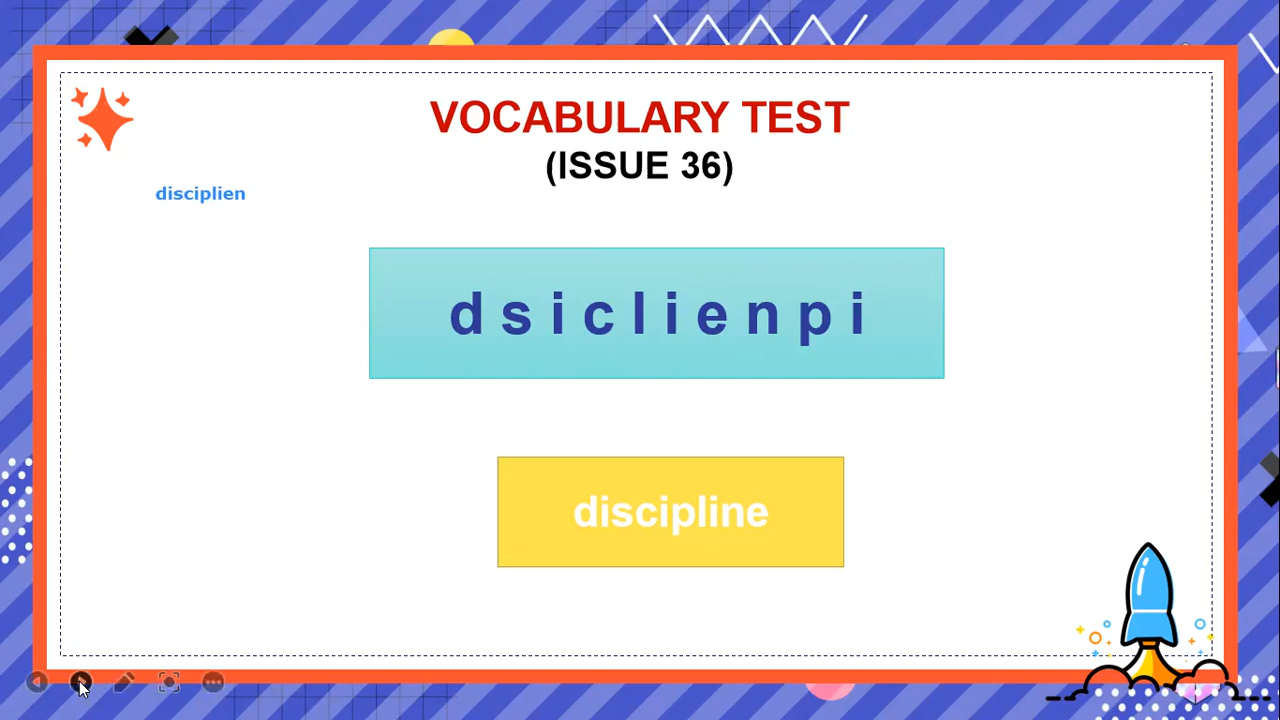 VOCABULARY TEST
(ISSUE 36)
disciplien
d s i c l i e n p i
discipline